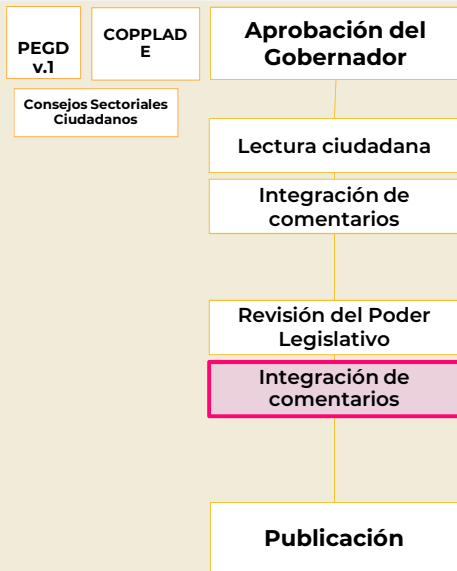 PEGD
v.1
COPPLAD
E
Consejos Sectoriales
Ciudadanos
Aprobación del
Gobernador
Lectura ciudadana
Integración de
comentarios
Revisión del Poder
Legislativo
Integración de
comentarios
Publicación